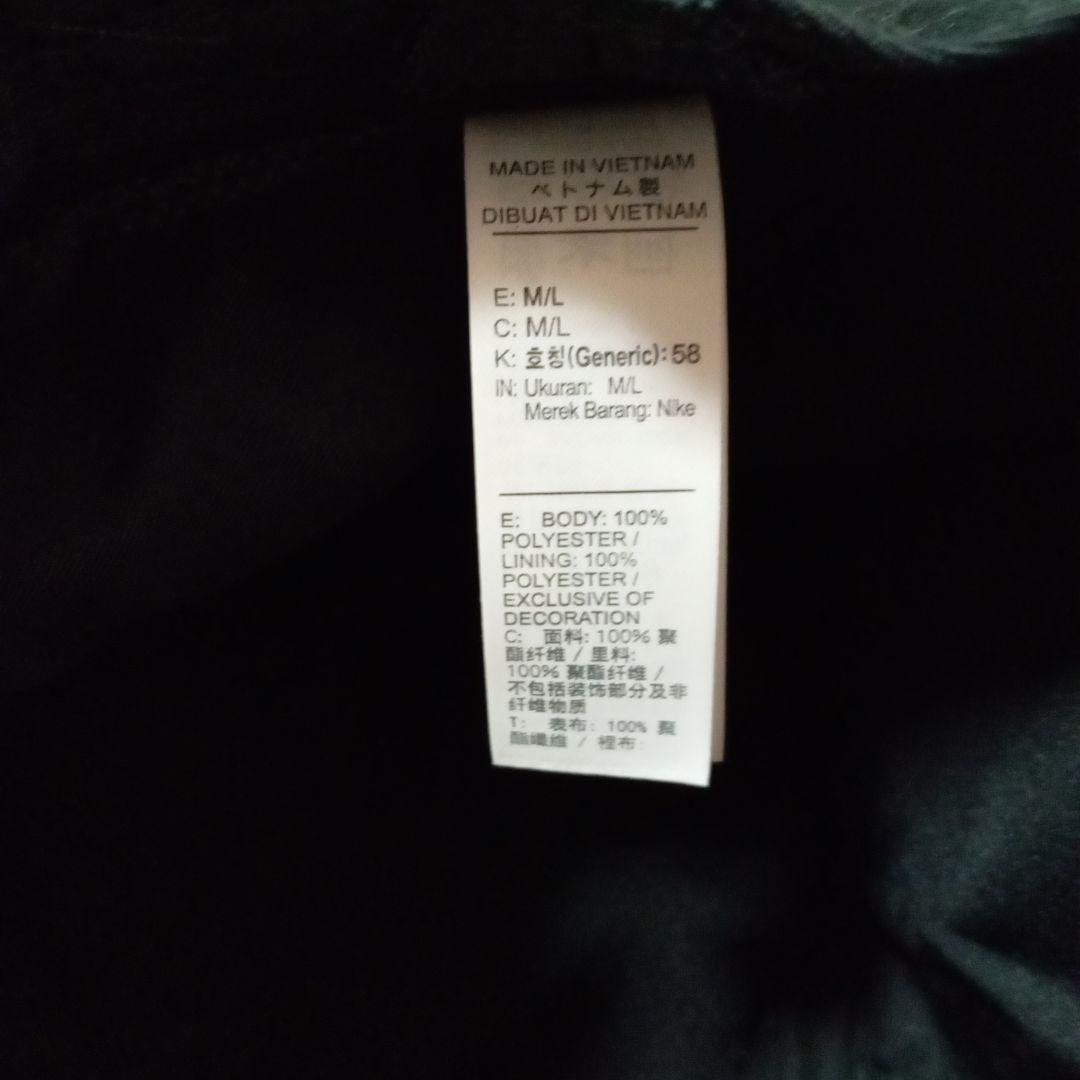 MADE IN VIETNAM
ベトナム製
DIBUAT DI VIETNAM
E: M/L
C: M/L
K: 호칭(Generic): 58
IN: Ukuran: M/L
Merek Barang: Nike
E: BODY: 100%
POLYESTER /
LINING: 100%
POLYESTER /
EXCLUSIVE OF
DECORATION
C: 面料: 100% 聚
酯纤维 / 里料:
100% 聚酯纤维 /
不包括装饰部分及非
纤维物质
T: 表布: 100% 聚
酯纖維 / 裡布: